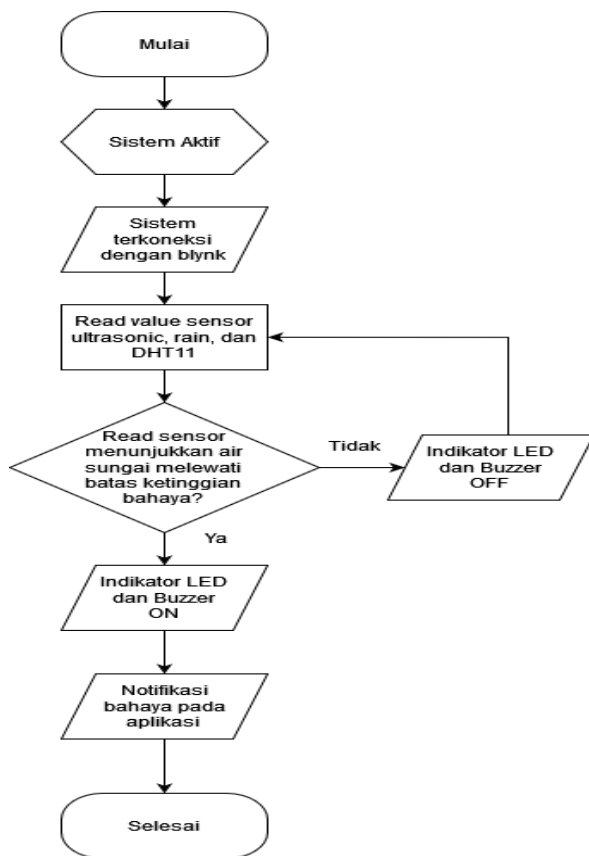 Mulai
Sistem Aktif
Sistem
terkoneksi
dengan blynk
Read value sensor
ultrasonic, rain, dan
DHT11
Read sensor
menunjukkan air
sungai melewati
batas ketinggian
bahaya?
Tidak
Indikator LED
dan Buzzer
OFF
Ya
Indikator LED
dan Buzzer
ON
Notifikasi
bahaya pada
aplikasi
Selesai